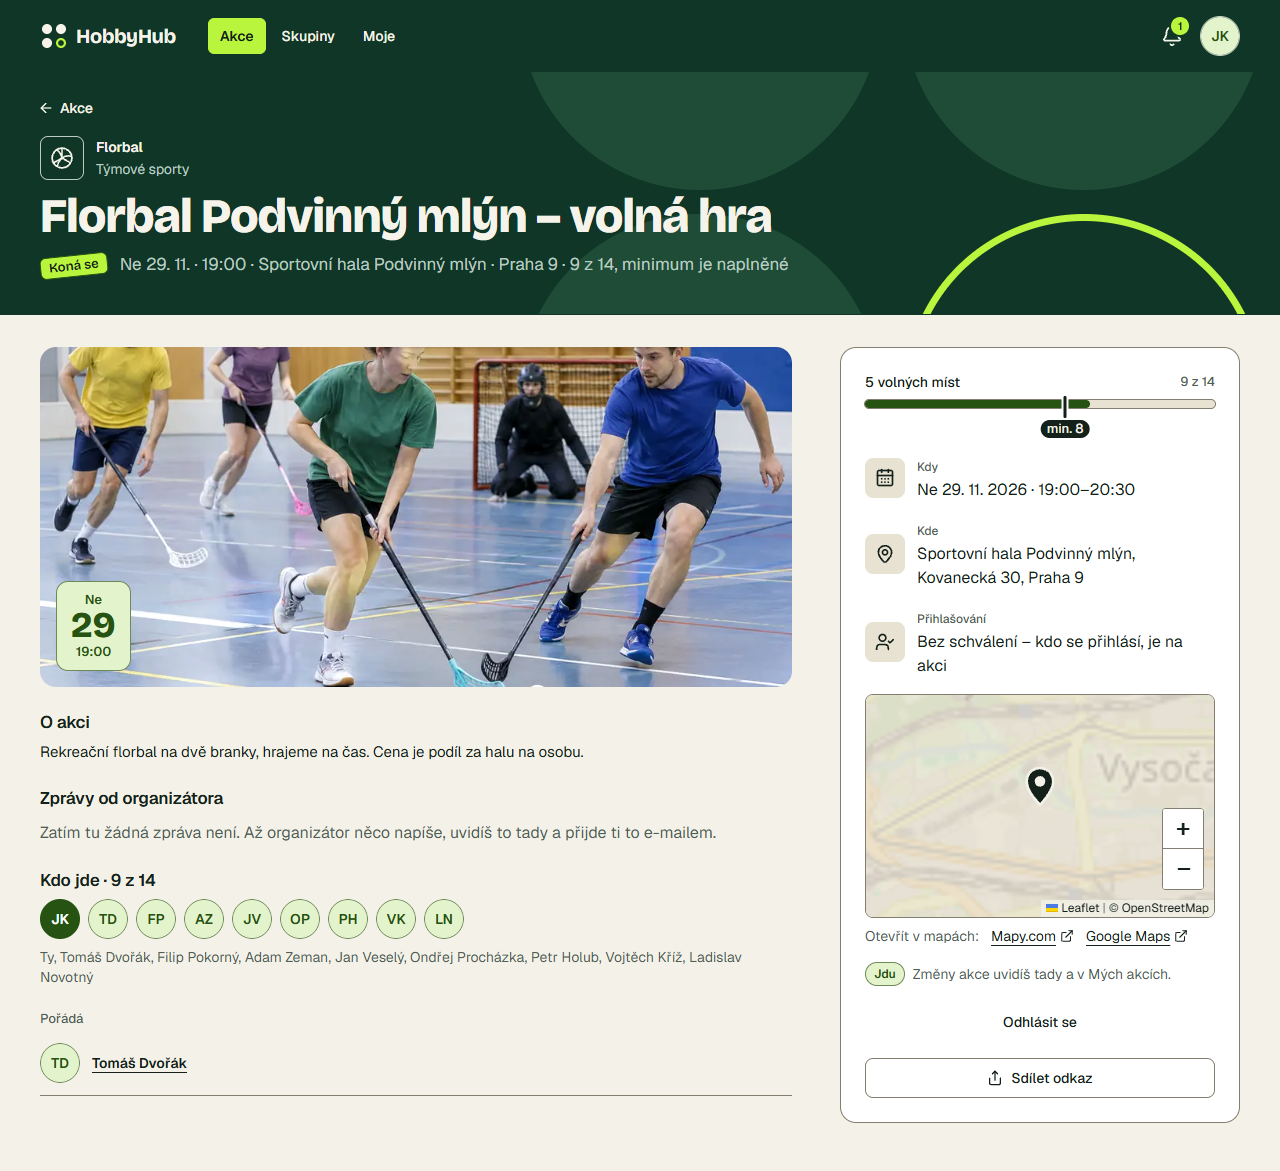 HobbyHub
Akce
Skupiny
Moje
1
JK
Akce
Florbal
Týmové sporty
Florbal Podvinný mlýn – volná hra
Koná se
Ne 29. 11. · 19:00 · Sportovní hala Podvinný mlýn · Praha 9 · 9 z 14, minimum je naplněné
Ne
29
19:00
O akci
Rekreační florbal na dvě branky, hrajeme na čas. Cena je podíl za halu na osobu.
Zprávy od organizátora
Zatím tu žádná zpráva není. Až organizátor něco napíše, uvidíš to tady a přijde ti to e-mailem.
Kdo jde · 9 z 14
JK TD FP AZ JV OP PH VK LN
Ty, Tomáš Dvořák, Filip Pokorný, Adam Zeman, Jan Veselý, Ondřej Procházka, Petr Holub, Vojtěch Kříž, Ladislav
Novotný
Pořádá
TD
Tomáš Dvořák
5 volných míst
9 z 14
min. 8
Kdy
Ne 29. 11. 2026 · 19:00–20:30
Kde
Sportovní hala Podvinný mlýn,
Kovanecká 30, Praha 9
Přihlašování
Bez schválení – kdo se přihlásí, je na
akci
Vysoča
+
−
Leaflet | © OpenStreetMap
Otevřít v mapách: Mapy.com Google Maps
Jdu
Změny akce uvidíš tady a v Mých akcích.
Odhlásit se
Sdílet odkaz